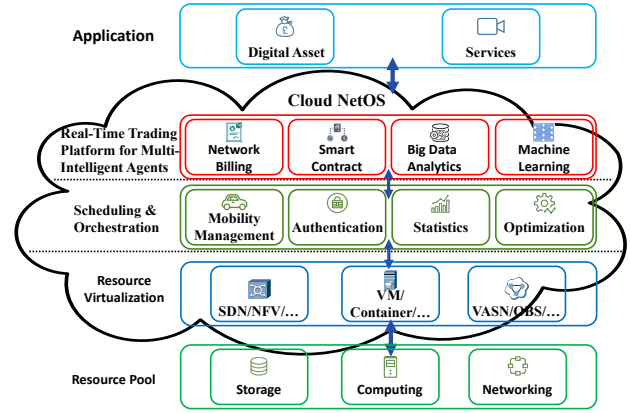 Application
Digital Asset
Services
Cloud NetOS
Real-Time Trading
Platform for Multi-
Intelligent Agents
Network
Billing
Smart
Contract
Big Data
Analytics
Machine
Learning
Scheduling &
Orchestration
Mobility
Management
Authentication
Statistics
Optimization
Resource
Virtualization
SDN/NFV/...
VM/
Container/...
VASN/OBS/...
Resource Pool
Storage
Computing
Networking